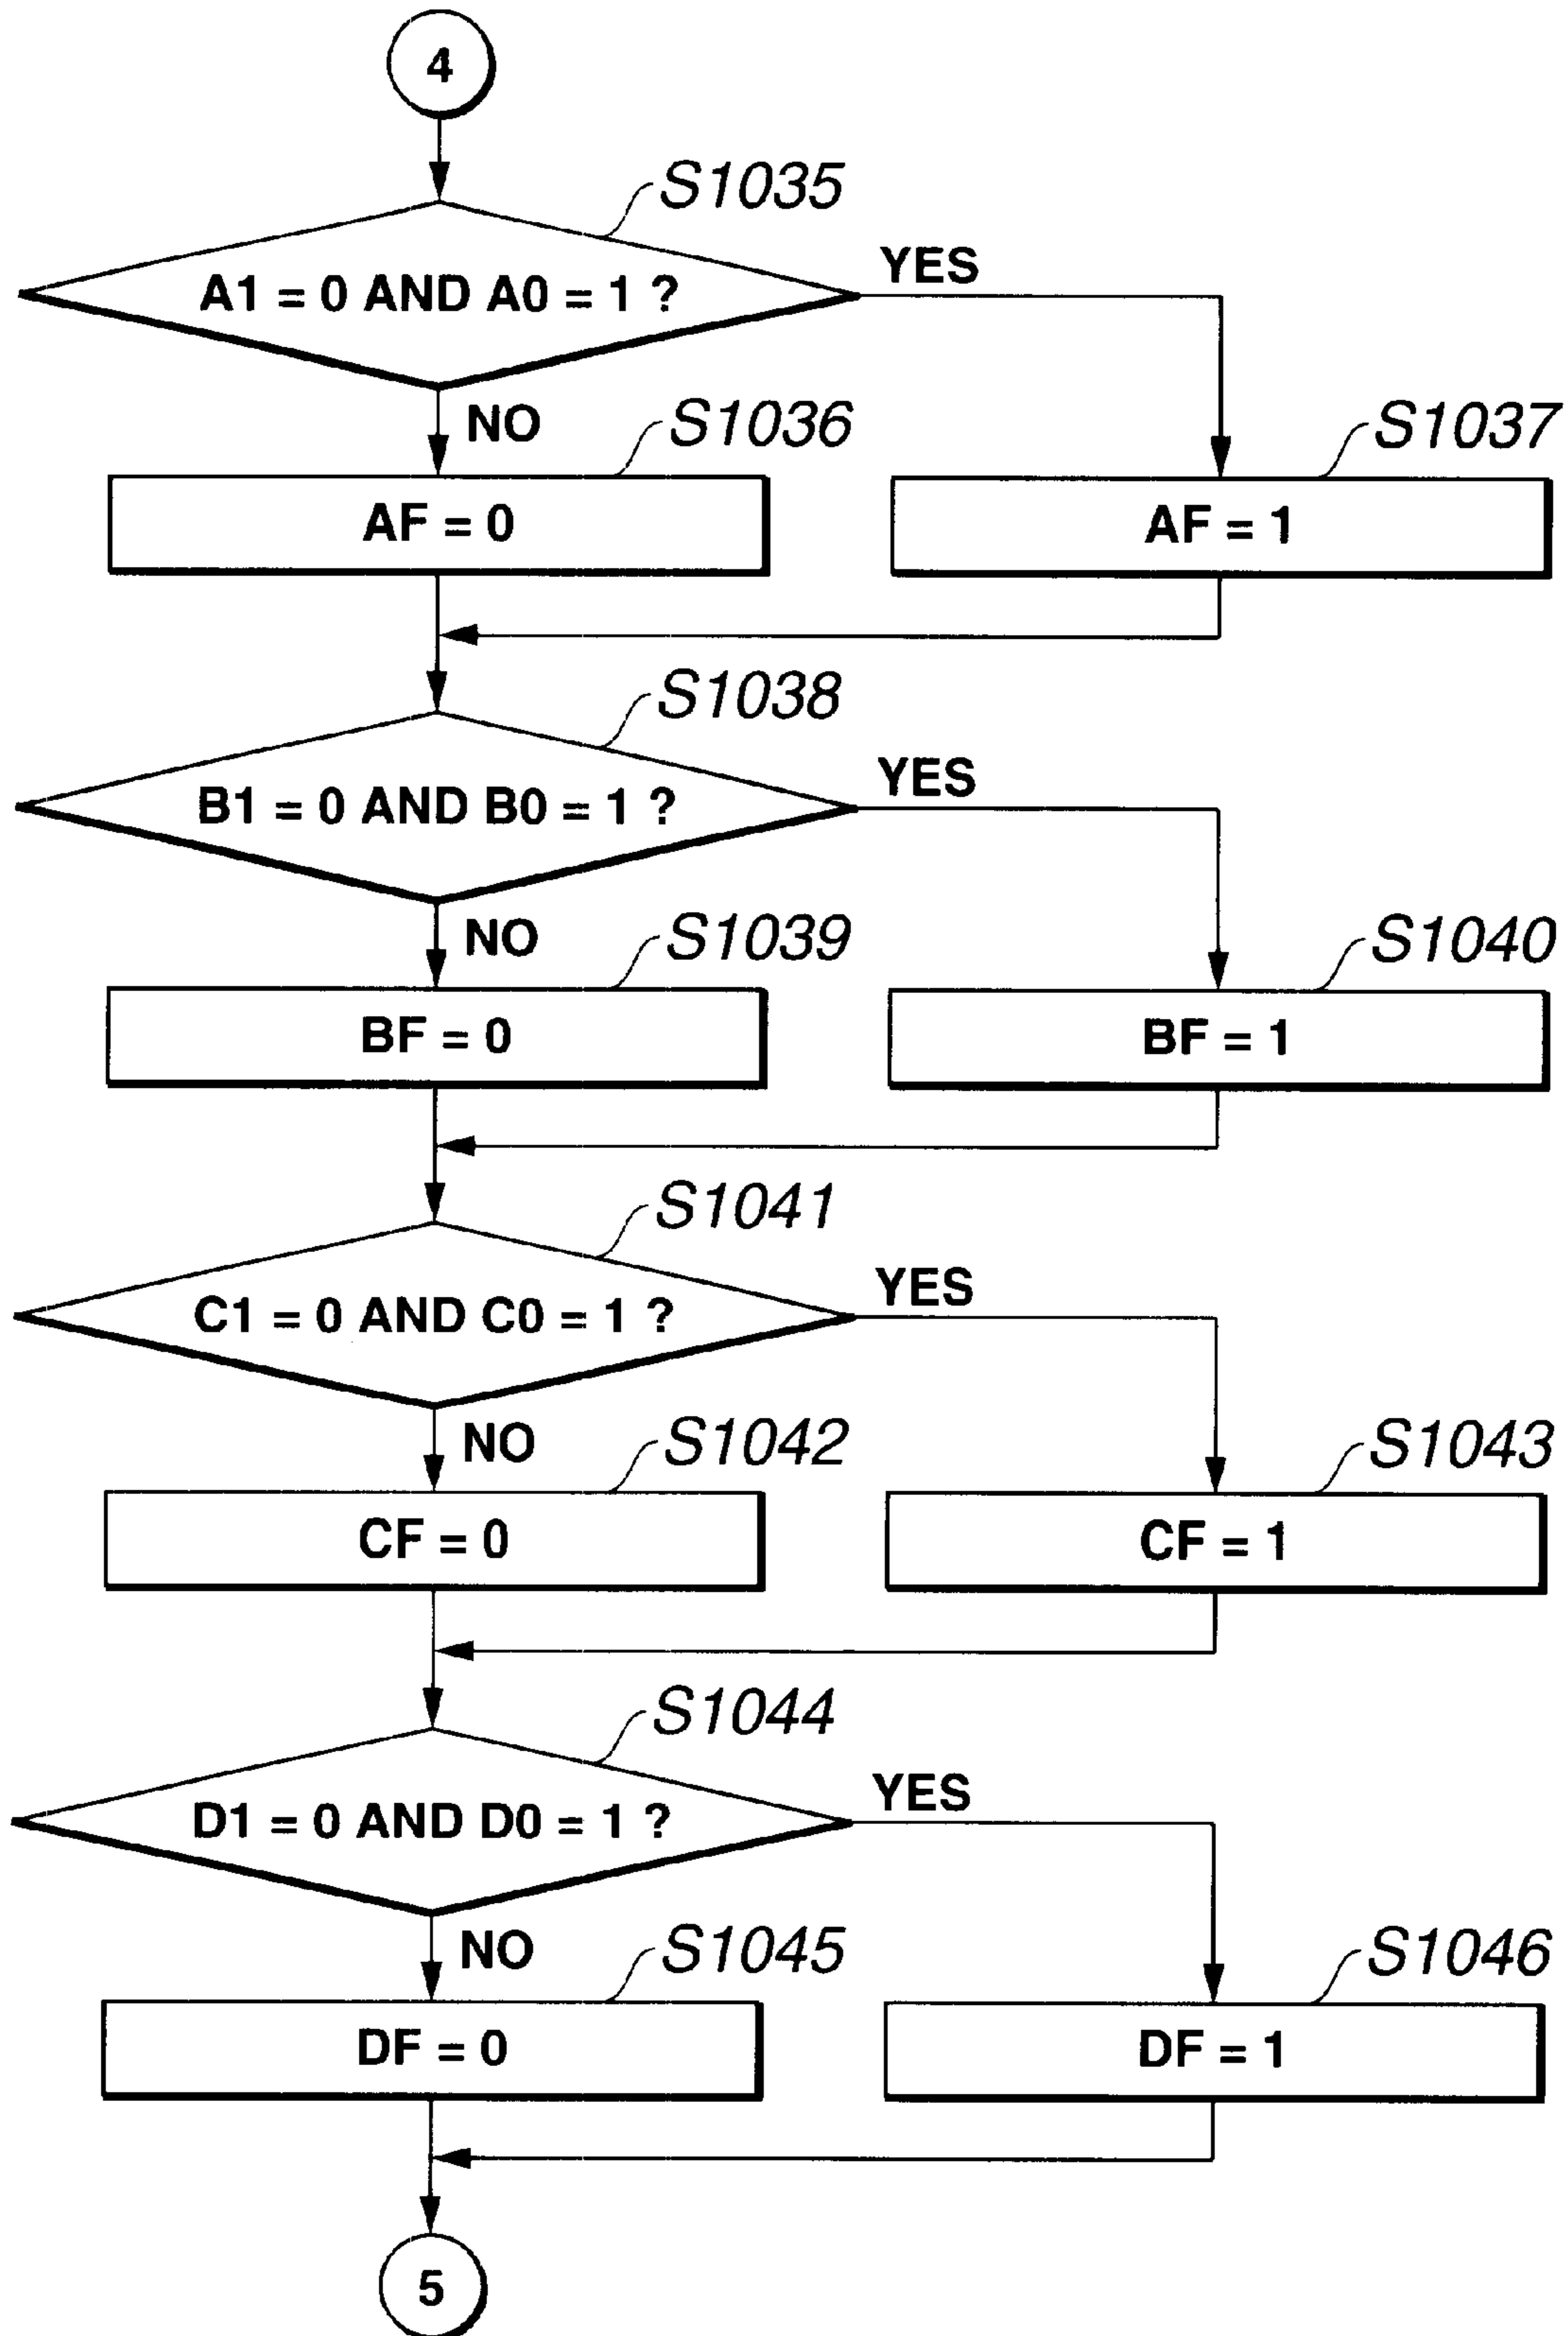 4
S1035
A1 = 0 AND A0 = 1 ?
YES
NO
S1036
S1037
AF = 0
AF = 1
S1038
B1 = 0 AND B0 = 1 ?
YES
NO
S1039
S1040
BF = 0
BF = 1
S1041
C1 = 0 AND C0 = 1 ?
YES
NO
S1042
S1043
CF = 0
CF = 1
S1044
D1 = 0 AND D0 = 1 ?
YES
NO
S1045
S1046
DF = 0
DF = 1
5